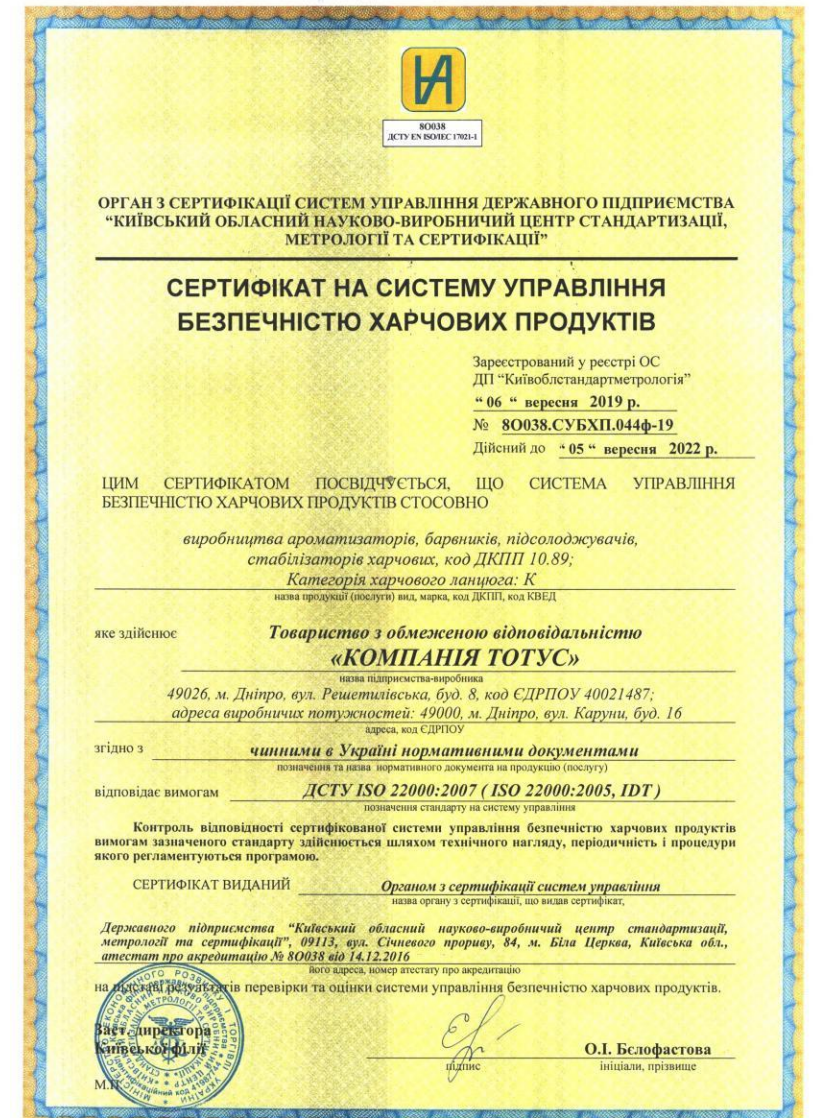 8О038
ДСТУ EN ISO/IEC 17021-1
ОРГАН З СЕРТИФІКАЦІЇ СИСТЕМ УПРАВЛІННЯ ДЕРЖАВНОГО ПІДПРИЄМСТВА
“КИЇВСЬКИЙ ОБЛАСНИЙ НАУКОВО-ВИРОБНИЧИЙ ЦЕНТР СТАНДАРТИЗАЦІЇ,
МЕТРОЛОГІЇ ТА СЕРТИФІКАЦІЇ”
СЕРТИФІКАТ НА СИСТЕМУ УПРАВЛІННЯ
БЕЗПЕЧНІСТЮ ХАРЧОВИХ ПРОДУКТІВ
Зареєстрований у реєстрі ОС
ДП “Київоблстандартметрологія”
“ 06 “ вересня 2019 р.
№ 8О038.СУБХП.044ф-19
Дійсний до “ 05 “ вересня 2022 р.
ЦИМ СЕРТИФІКАТОМ ПОСВІДЧУЄТЬСЯ, ЩО СИСТЕМА УПРАВЛІННЯ
БЕЗПЕЧНІСТЮ ХАРЧОВИХ ПРОДУКТІВ СТОСОВНО
виробництва ароматизаторів, барвників, підсолоджувачів,
стабілізаторів харчових, код ДКПП 10.89;
Категорія харчового ланцюга: К
назва продукції (послуги) вид, марка, код ДКПП, код КВЕД
яке здійснює Товариство з обмеженою відповідальністю
«КОМПАНІЯ ТОТУС»
назва підприємства-виробника
49026, м. Дніпро, вул. Решетилівська, буд. 8, код ЄДРПОУ 40021487;
адреса виробничих потужностей: 49000, м. Дніпро, вул. Каруни, буд. 16
адреса, код ЄДРПОУ
згідно з чинними в Україні нормативними документами
позначення та назва нормативного документа на продукцію (послугу)
відповідає вимогам ДСТУ ISO 22000:2007 ( ISO 22000:2005, IDT )
позначення стандарту на систему управління
Контроль відповідності сертифікованої системи управління безпечністю харчових продуктів
вимогам зазначеного стандарту здійснюється шляхом технічного нагляду, періодичність і процедури
якого регламентуються програмою.
СЕРТИФІКАТ ВИДАНИЙ Органом з сертифікації систем управління
назва органу з сертифікації, що видав сертифікат,
Державного підприємства “Київський обласний науково-виробничий центр стандартизації,
метрології та сертифікації”, 09113, вул. Січневого прориву, 84, м. Біла Церква, Київська обл.,
атестат про акредитацію № 8О038 від 14.12.2016
його адреса, номер атестату про акредитацію
на підставі результатів перевірки та оцінки системи управління безпечністю харчових продуктів.
Заст. директора
Київської філії
О.І. Бєлофастова
підпис ініціали, прізвище
М.П.